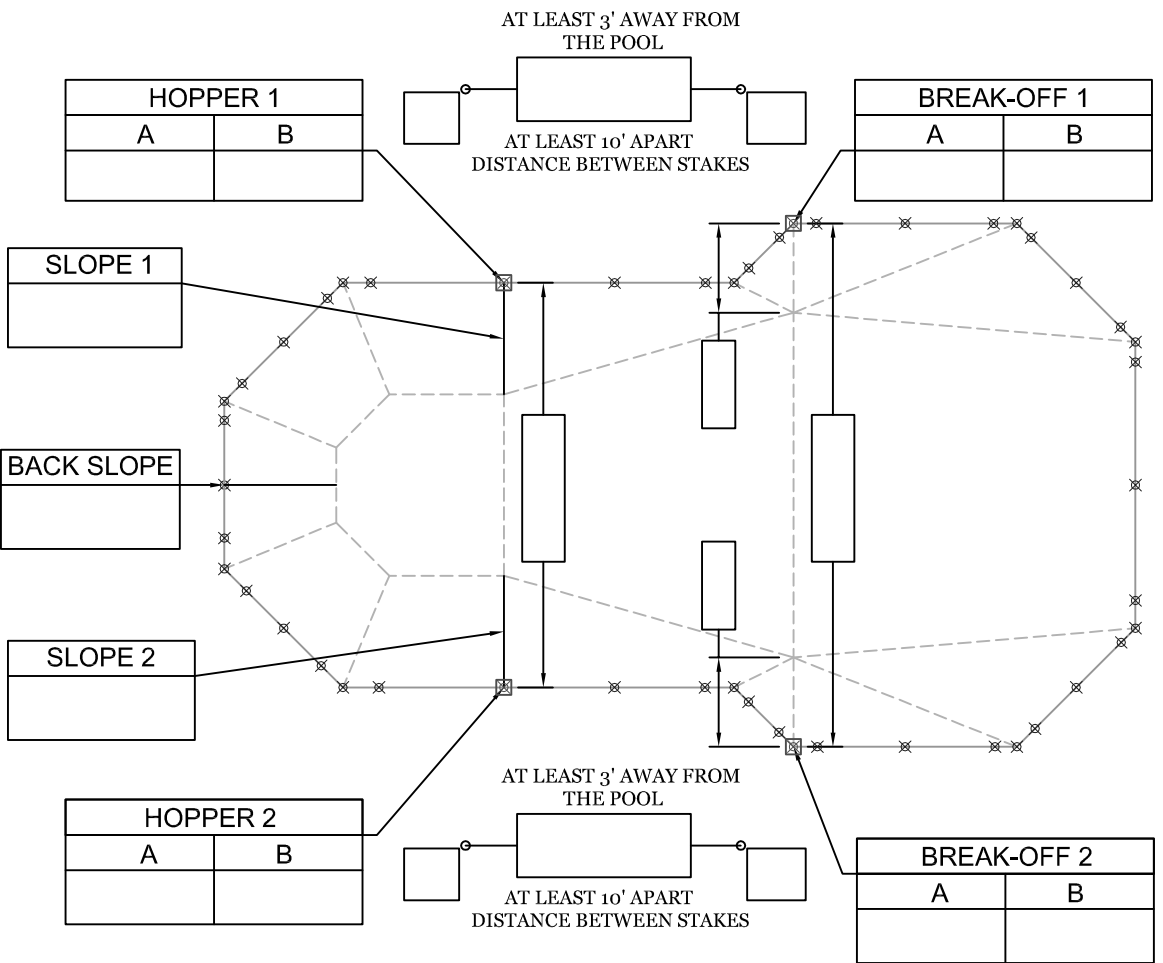 AT LEAST 3' AWAY FROM
THE POOL
HOPPER 1
A B
AT LEAST 10' APART
DISTANCE BETWEEN STAKES
BREAK-OFF 1
A B
SLOPE 1
BACK SLOPE
SLOPE 2
HOPPER 2
A B
AT LEAST 3' AWAY FROM
THE POOL
AT LEAST 10' APART
DISTANCE BETWEEN STAKES
BREAK-OFF 2
A B